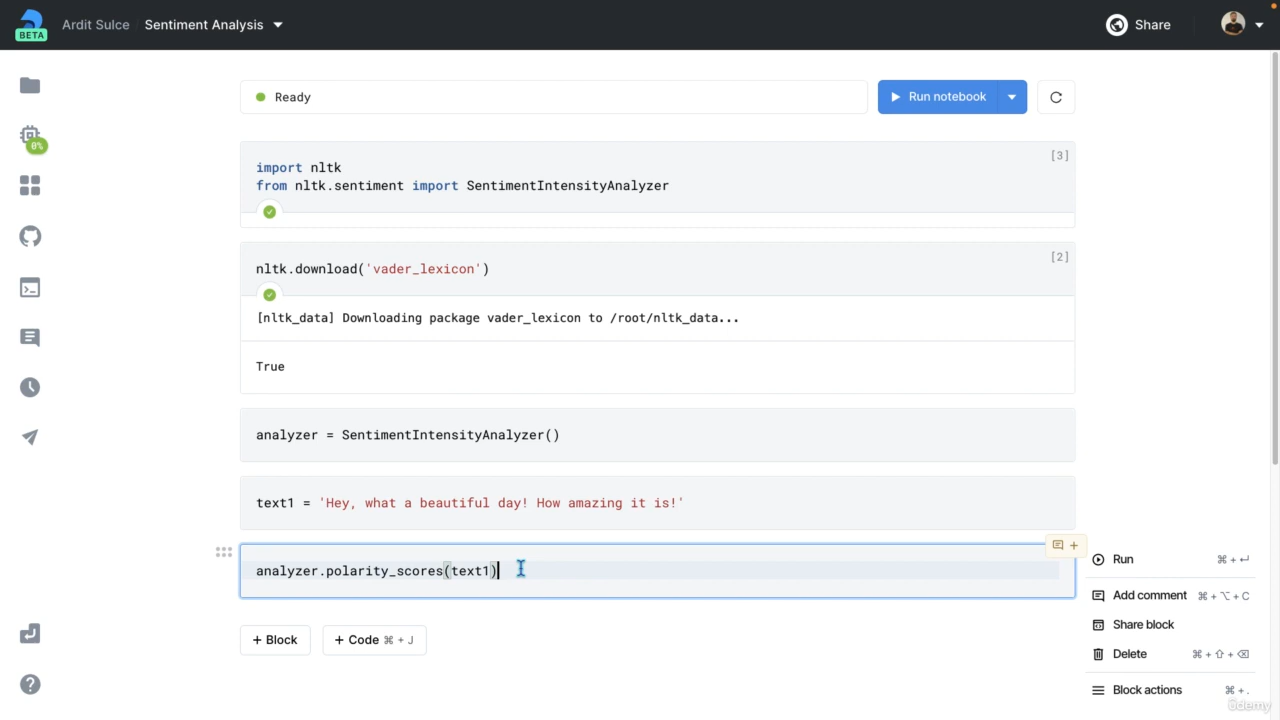 BETA
Ardit Sulce
Sentiment Analysis
Share
Ready
Run notebook
0%
[3]
import nltk
from nltk.sentiment import SentimentIntensityAnalyzer
[2]
nltk.download('vader_lexicon')
[nltk_data] Downloading package vader_lexicon to /root/nltk_data...
True
analyzer = SentimentIntensityAnalyzer()
text1 = 'Hey, what a beautiful day! How amazing it is!'
analyzer.polarity_scores(text1)
Run ⌘ + ↵
Add comment ⌘ + ⌥ + C
Share block
Delete ⌘ + ⇧ + ⌫
Block actions ⌘ + .
+ Block
+ Code ⌘ + J
ûdemy